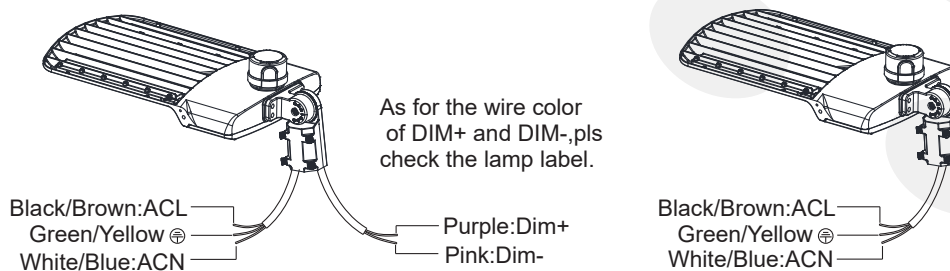 As for the wire color
of DIM+ and DIM-,pls
check the lamp label.
Black/Brown:ACL
Green/Yellow
White/Blue:ACN
Purple:Dim+
Pink:Dim-
Black/Brown:ACL
Green/Yellow
White/Blue:ACN